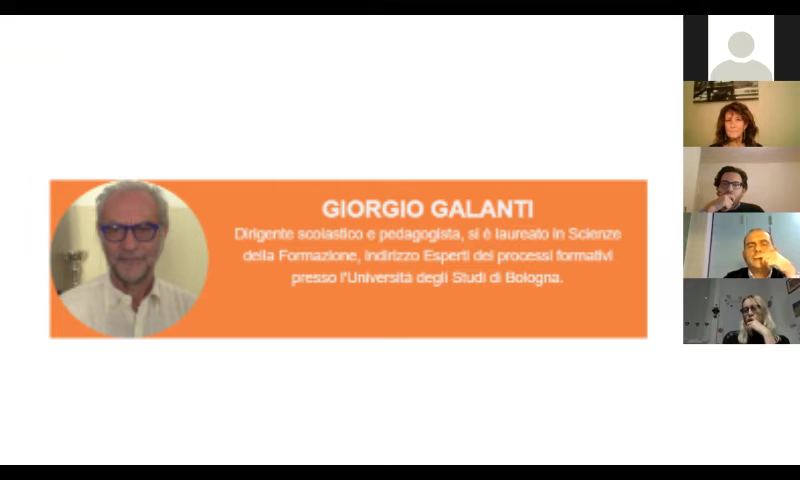 GIORGIO GALANTI
Dirigente scolastico e pedagogista, si è laureato in Scienze
della Formazione, indirizzo Esperti dei processi formativi
presso l'Università degli Studi di Bologna.